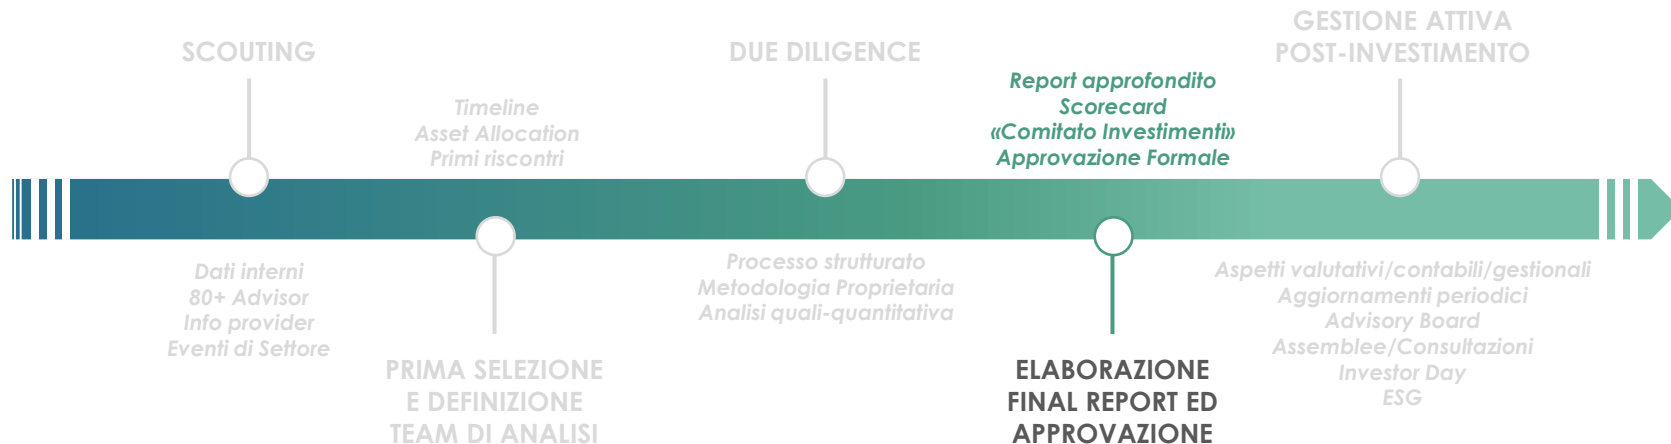 SCOUTING
Dati interni
80+ Advisor
Info provider
Eventi di Settore
Timeline
Asset Allocation
Primi riscontri
PRIMA SELEZIONE
E DEFINIZIONE
TEAM DI ANALISI
DUE DILIGENCE
Processo strutturato
Metodologia Proprietaria
Analisi quali-quantitativa
Report approfondito
Scorecard
«Comitato Investimenti»
Approvazione Formale
ELABORAZIONE
FINAL REPORT ED
APPROVAZIONE
GESTIONE ATTIVA
POST-INVESTIMENTO
Aspetti valutativi/contabili/gestionali
Aggiornamenti periodici
Advisory Board
Assemblee/Consultazioni
Investor Day
ESG